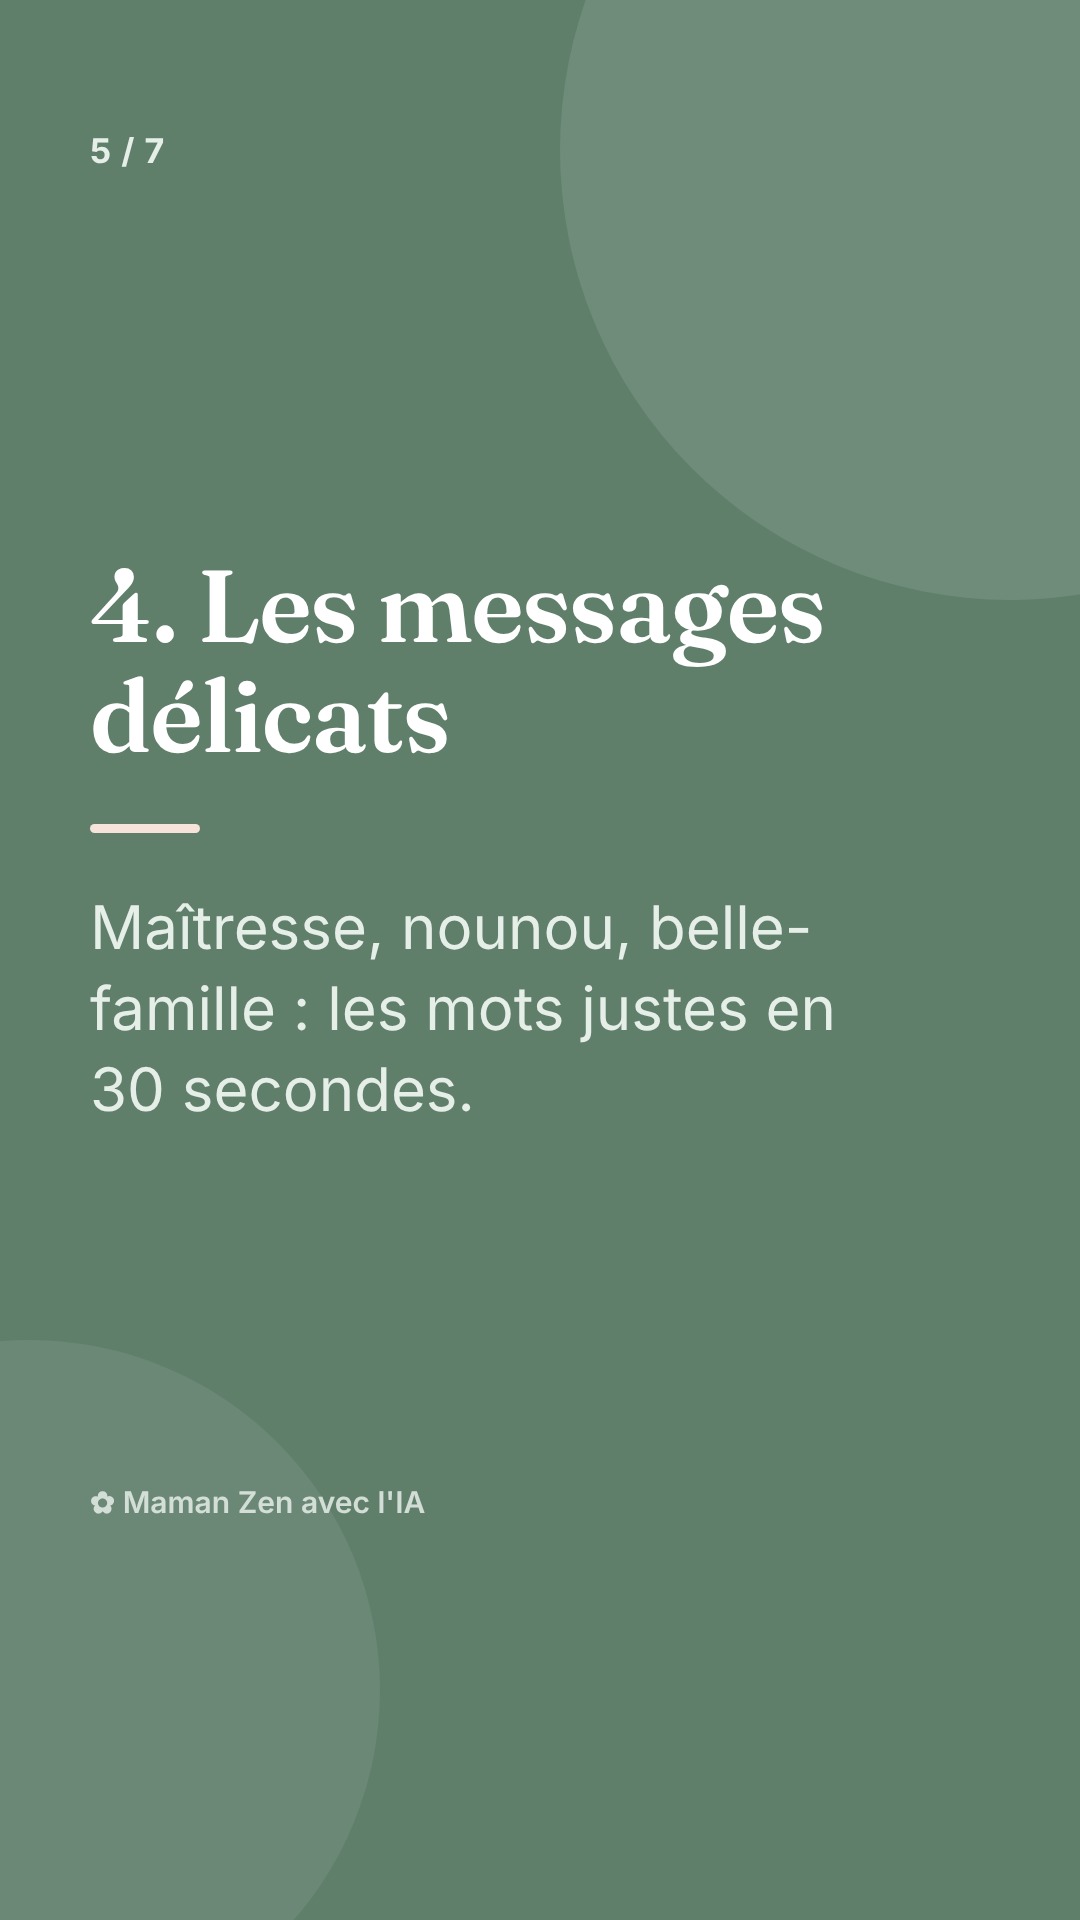 5 / 7
4. Les messages
délicats
Maîtresse, nounou, belle-
famille : les mots justes en
30 secondes.
✿ Maman Zen avec l'IA